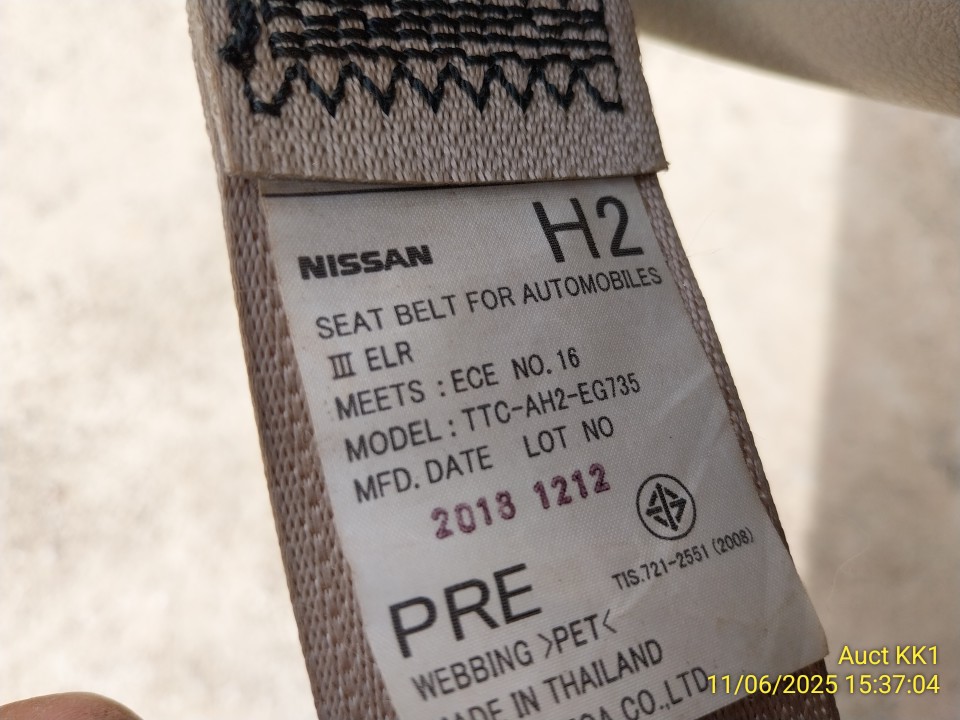 H2
NISSAN
SEAT BELT FOR AUTOMOBILES
III ELR
MEETS : ECE NO. 16
MODEL : TTC-AH2-EG735
MFD. DATE LOT NO
2013 1212
TIS.721-2551 (2008)
PRE
WEBBING >PET<
MADE IN THAILAND
CO.,LTD.
Auct KK1
11/06/2025 15:37:04